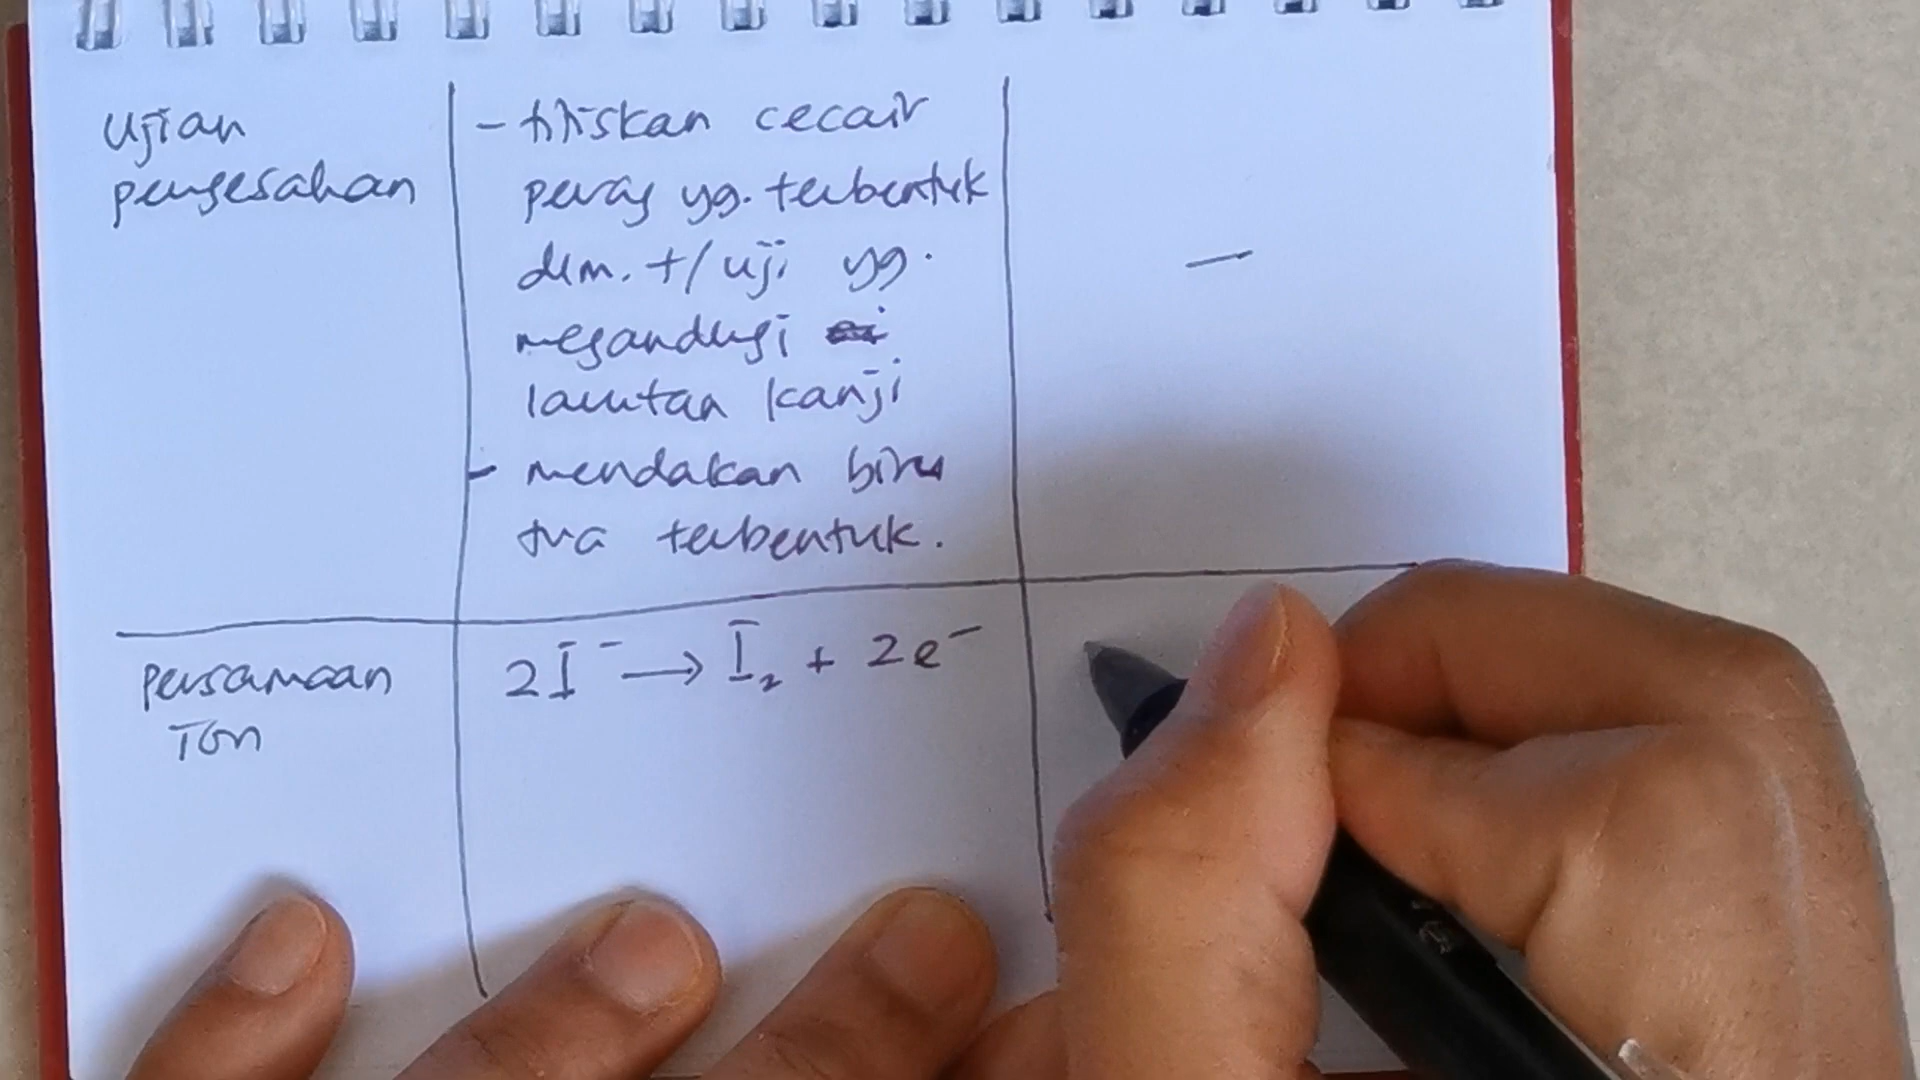 Ujian
pengesahan
- titiskan cecair
perang yg. terbentuk
dlm. t/uji yg.
megandugi
larutan kanji
- mendakan biru
tua terbentuk.
—
persamaan
Ion
2I⁻ → I₂ + 2e⁻